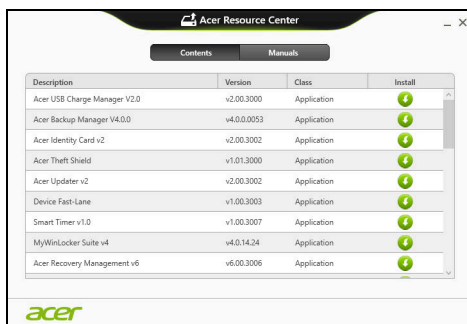 Acer Resource Center
Contents Manuals
Description Version Class Install
Acer USB Charge Manager V2.0 v2.00.3000 Application
Acer Backup Manager V4.0.0 v4.0.0.0053 Application
Acer Identity Card v2 v2.00.3002 Application
Acer Theft Shield v1.01.3000 Application
Acer Updater v2 v2.00.3002 Application
Device Fast-Lane v1.00.3003 Application
Smart Timer v1.0 v1.00.3007 Application
MyWinLocker Suite v4 v4.0.14.24 Application
Acer Recovery Management v6 v6.00.3006 Application
acer